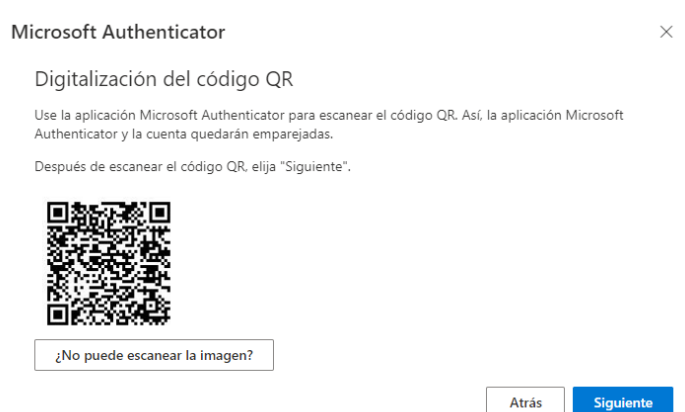 Microsoft Authenticator
Digitalización del código QR
Use la aplicación Microsoft Authenticator para escanear el código QR. Así, la aplicación Microsoft
Authenticator y la cuenta quedarán emparejadas.
Después de escanear el código QR, elija "Siguiente".
¿No puede escanear la imagen?
Atrás
Siguiente